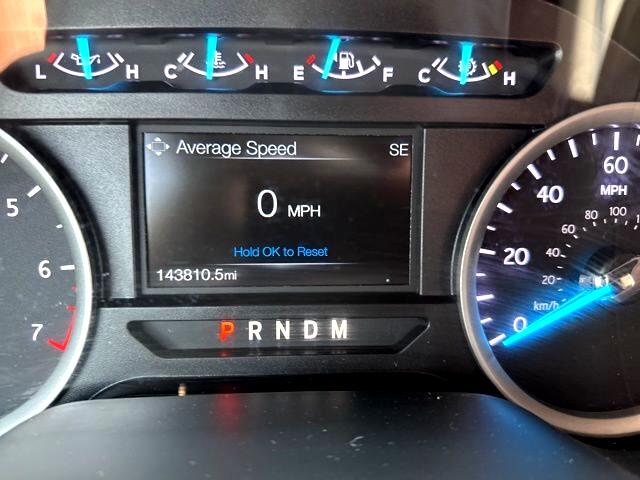 L H C H E F C H
Average Speed SE
0 MPH
Hold OK to Reset
143810.5mi
P R N D M
5
6
7
60
MPH
40
100
80
60
20
20
km/h
0